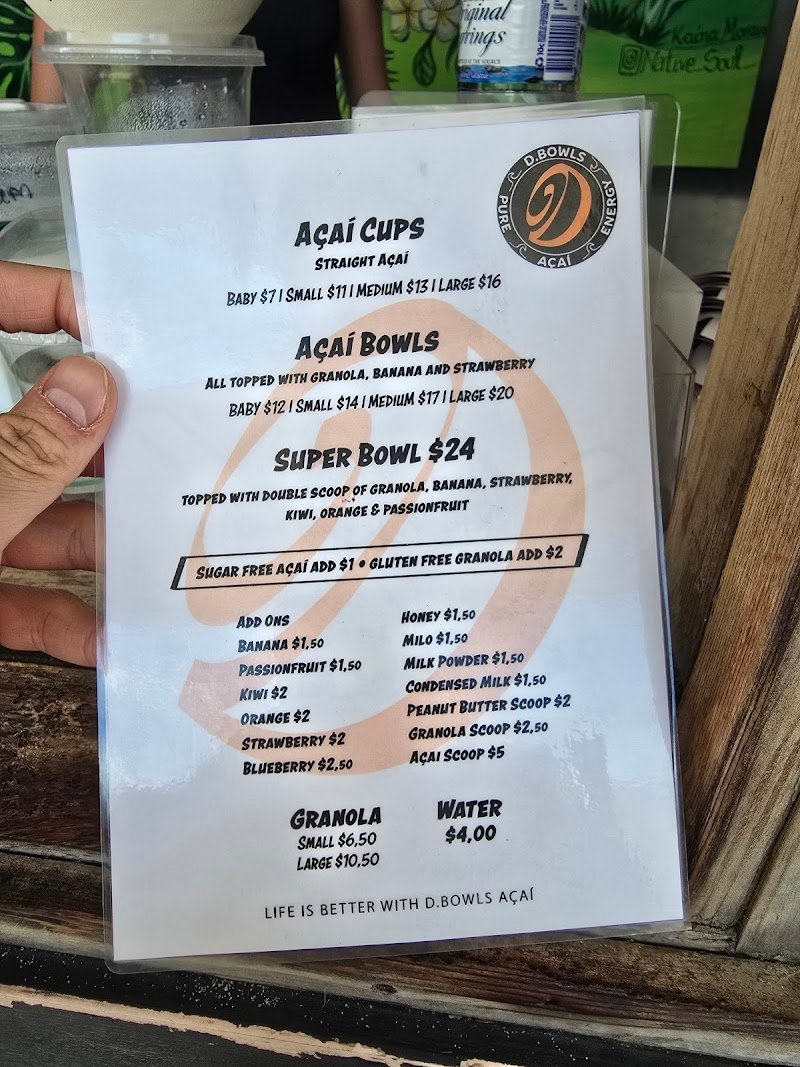 iginal
rings
Kaina
Native_Soul
D.BOWLS
PURE
ENERGY
AÇAÍ
AÇAÍ CUPS
STRAIGHT AÇAÍ
BABY $7 | SMALL $11 | MEDIUM $13 | LARGE $16
AÇAÍ BOWLS
ALL TOPPED WITH GRANOLA, BANANA AND STRAWBERRY
BABY $12 | SMALL $14 | MEDIUM $17 | LARGE $20
SUPER BOWL $24
TOPPED WITH DOUBLE SCOOP OF GRANOLA, BANANA, STRAWBERRY,
KIWI, ORANGE & PASSIONFRUIT
SUGAR FREE AÇAÍ ADD $1 • GLUTEN FREE GRANOLA ADD $2
ADD ONS
BANANA $1.50
PASSIONFRUIT $1.50
KIWI $2
ORANGE $2
STRAWBERRY $2
BLUEBERRY $2.50
HONEY $1.50
MILO $1.50
MILK POWDER $1.50
CONDENSED MILK $1.50
PEANUT BUTTER SCOOP $2
GRANOLA SCOOP $2.50
AÇAI SCOOP $5
GRANOLA
SMALL $6.50
LARGE $10.50
WATER
$4.00
LIFE IS BETTER WITH D.BOWLS AÇAÍ